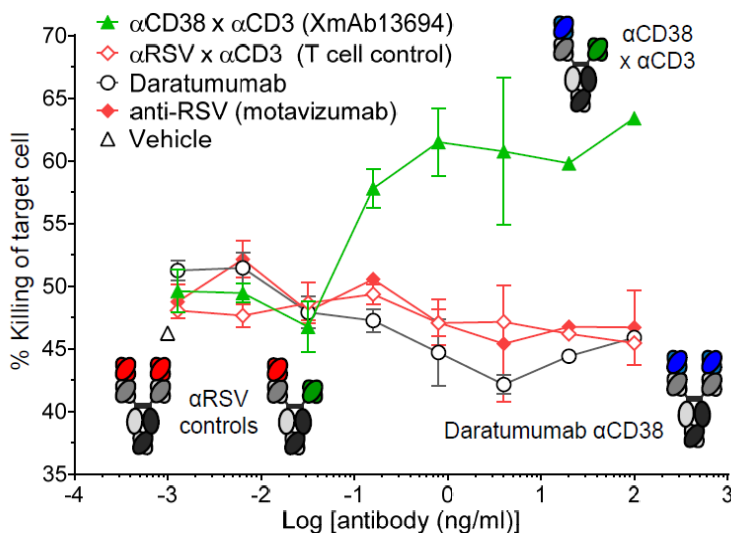 αCD38 x αCD3 (XmAb13694)
αRSV x αCD3 (T cell control)
Daratumumab
anti-RSV (motavizumab)
Vehicle
αCD38
x αCD3
% Killing of target cell
70
65
60
55
50
45
40
35
αRSV
controls
Daratumumab αCD38
-4 -3 -2 -1 0 1 2 3
Log [antibody (ng/ml)]